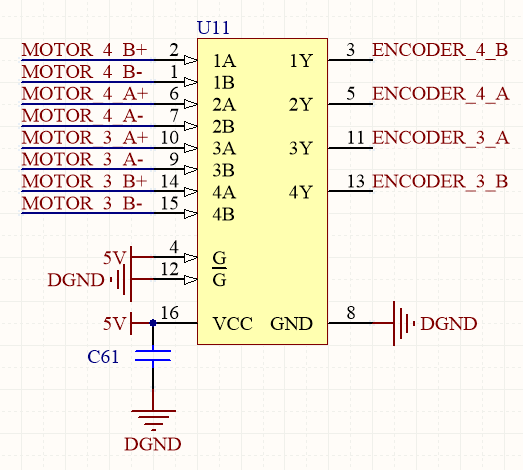 U11
MOTOR_4_B+ 2 1A 1Y 3 ENCODER_4_B
MOTOR_4_B- 1 1B
MOTOR_4_A+ 6 2A 2Y 5 ENCODER_4_A
MOTOR_4_A- 7 2B
MOTOR_3_A+ 10 3A 3Y 11 ENCODER_3_A
MOTOR_3_A- 9 3B
MOTOR_3_B+ 14 4A 4Y 13 ENCODER_3_B
MOTOR_3_B- 15 4B
5V 4 G
DGND 12 G
5V 16 VCC GND 8 DGND
C61
DGND